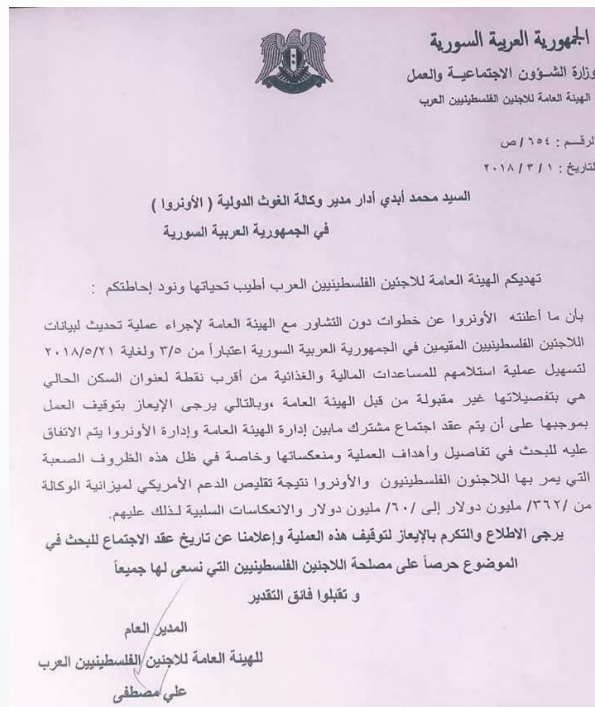 الجمهورية العربية السورية
وزارة الشؤون الاجتماعية والعمل
الهيئة العامة للاجئين الفلسطينيين العرب
الرقم : ٦٥٤ / ص
التاريخ : ١ / ٣ / ٢٠١٨
السيد محمد أبدي أدار مدير وكالة الغوث الدولية ( الأونروا )
في الجمهورية العربية السورية
تهديكم الهيئة العامة للاجئين الفلسطينيين العرب أطيب تحياتها ونود إحاطتكم :
بأن ما أعلنته الأونروا عن خطوات دون التشاور مع الهيئة العامة لإجراء عملية تحديث لبيانات
اللاجئين الفلسطينيين المقيمين في الجمهورية العربية السورية اعتباراً من ٣/٥ ولغاية ٢٠١٨/٥/٢١
لتسهيل عملية استلامهم للمساعدات المالية والغذائية من أقرب نقطة لعنوان السكن الحالي
هي بتفصيلاتها غير مقبولة من قبل الهيئة العامة ،وبالتالي يرجى الإيعاز بتوقيف العمل
بموجبها على أن يتم عقد اجتماع مشترك مابين إدارة الهيئة العامة وإدارة الأونروا يتم الاتفاق
عليه للبحث في تفاصيل وأهداف العملية ومنعكساتها وخاصة في ظل هذه الظروف الصعبة
التي يمر بها اللاجئون الفلسطينيون والأونروا نتيجة تقليص الدعم الأمريكي لميزانية الوكالة
من /٣٦٢/ مليون دولار إلى /٦٠/ مليون دولار والانعكاسات السلبية لذلك عليهم.
يرجى الاطلاع والتكرم بالإيعاز لتوقيف هذه العملية وإعلامنا عن تاريخ عقد الاجتماع للبحث في
الموضوع حرصاً على مصلحة اللاجئين الفلسطينيين التي نسعى لها جميعاً
و تقبلوا فائق التقدير
المدير العام
للهيئة العامة للاجئين الفلسطينيين العرب
علي مصطفى